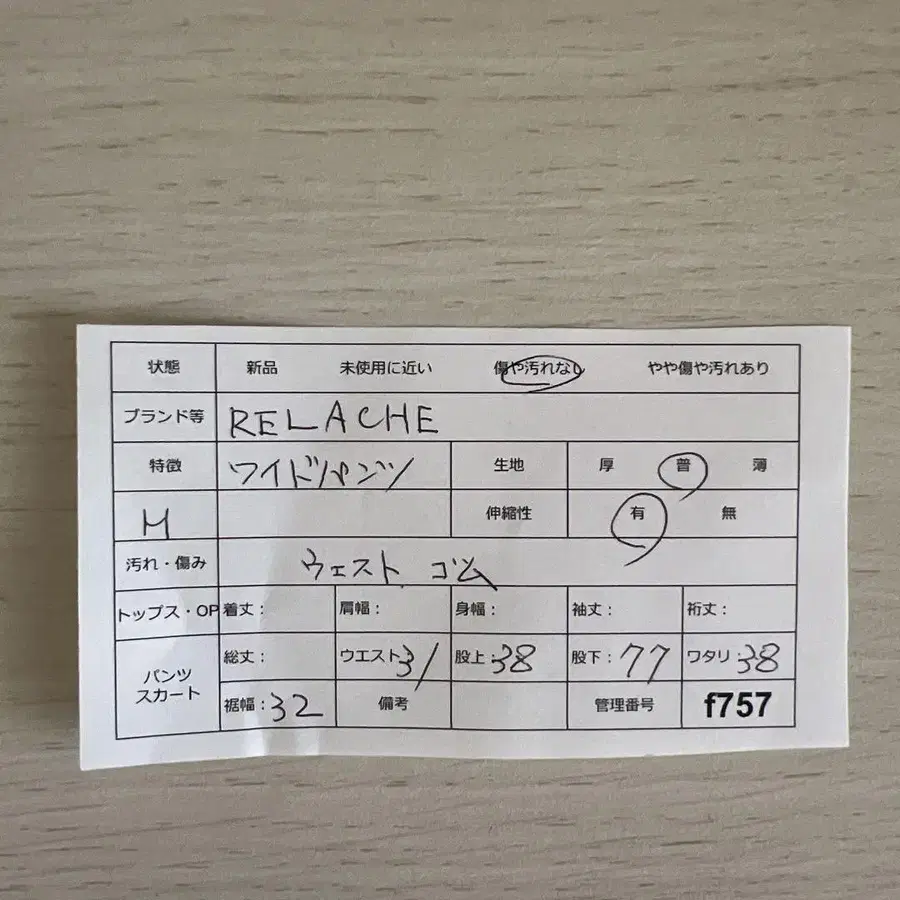 状態 新品 未使用に近い 傷や汚れなし やや傷や汚れあり
ブランド等 RELACHE
特徴 ワイドパンツ 生地 厚 普 薄
M 伸縮性 有 無
汚れ・傷み ウエスト ゴム
トップス・OP 着丈： 肩幅： 身幅： 袖丈： 裄丈：
パンツ スカート 総丈： ウエスト 31 股上：38 股下：77 ワタリ：38
裾幅：32 備考 管理番号 f757